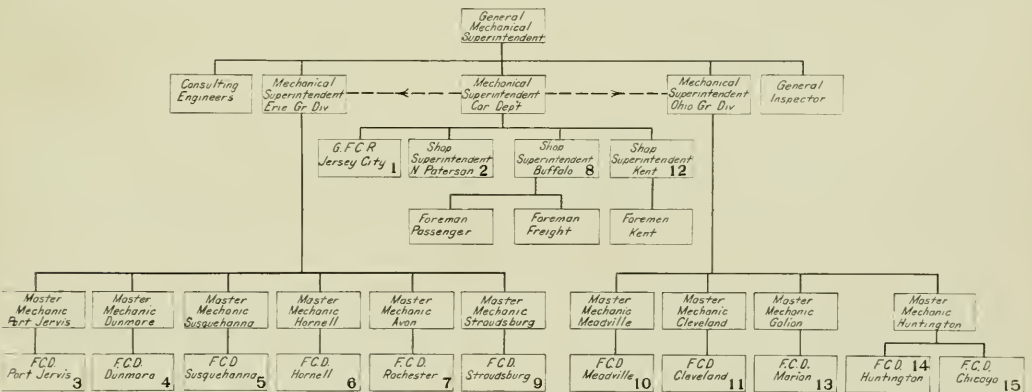 General
Mechanical
Superintendent
Consulting
Engineers
Mechanical
Superintendent
Erie Gr Div
Mechanical
Superintendent
Car Dept
Mechanical
Superintendent
Ohio Gr Div
General
Inspector
G.F.C.R
Jersey City 1
Shop
Superintendent
N Paterson 2
Shop
Superintendent
Buffalo 8
Shop
Superintendent
Kent 12
Foreman
Passenger
Foreman
Freight
Foremen
Kent
Master
Mechanic
Port Jervis
Master
Mechanic
Dunmore
Master
Mechanic
Susquehanna
Master
Mechanic
Hornell
Master
Mechanic
Avon
Master
Mechanic
Stroudsburg
Master
Mechanic
Meadville
Master
Mechanic
Cleveland
Master
Mechanic
Galion
Master
Mechanic
Huntington
F.C.D.
Port Jervis 3
F.C.D.
Dunmore 4
F.C.D
Susquehanna 5
F.C.D.
Hornell 6
F.C.D.
Rochester 7
F.C.D.
Stroudsburg 9
F.C.D.
Meadville 10
F.C.D
Cleveland 11
F.C.D.
Marion 13
F.C.D. 14
Huntington
F.C.D.
Chicago 15